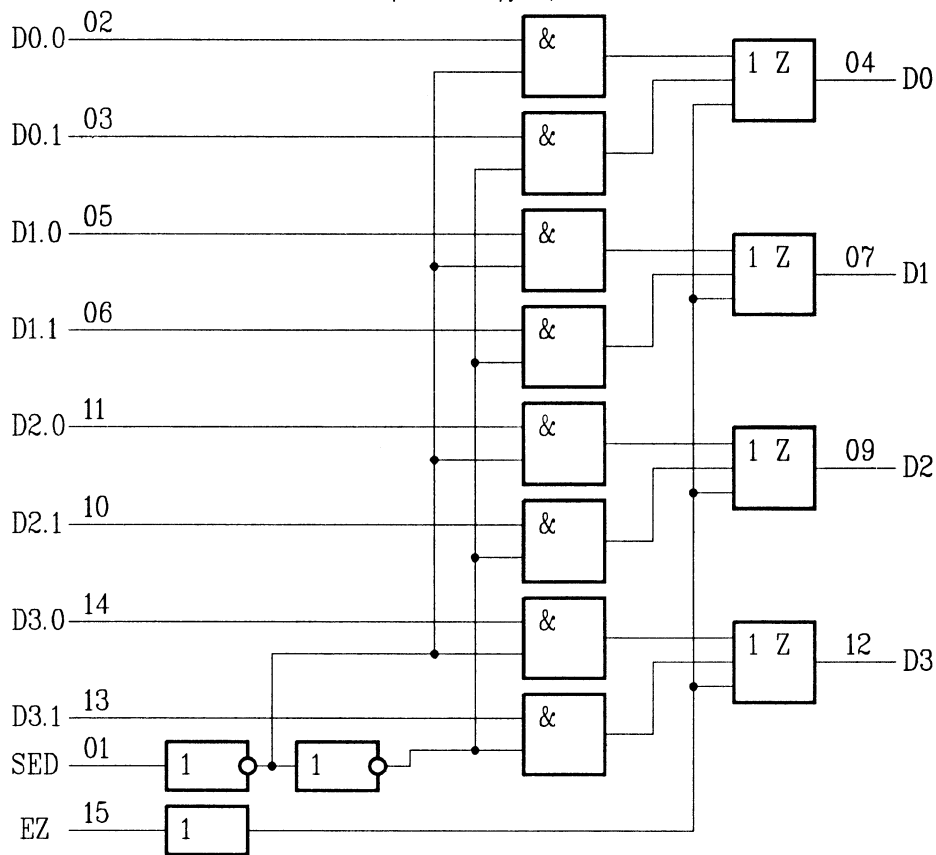 D0.0 02 & 1 Z 04 D0
D0.1 03 &
D1.0 05 & 1 Z 07 D1
D1.1 06 &
D2.0 11 & 1 Z 09 D2
D2.1 10 &
D3.0 14 & 1 Z 12 D3
D3.1 13 &
SED 01 1 1
EZ 15 1